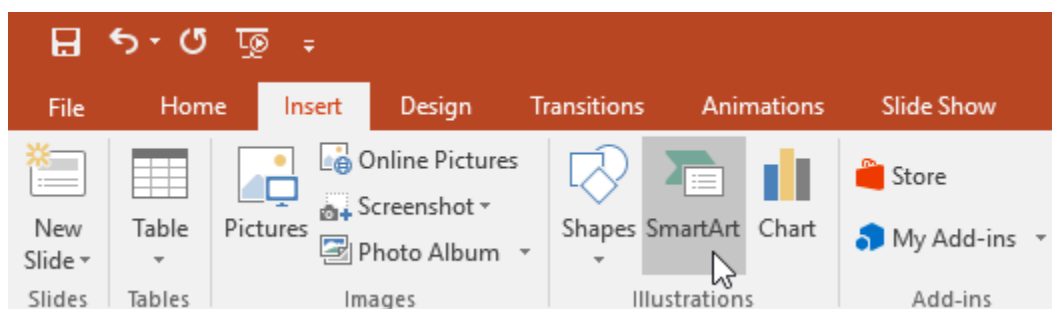 File Home Insert Design Transitions Animations Slide Show
Online Pictures
Store
Screenshot
New Table Pictures Shapes SmartArt Chart
My Add-ins
Slide Photo Album
Slides Tables Images Illustrations Add-ins